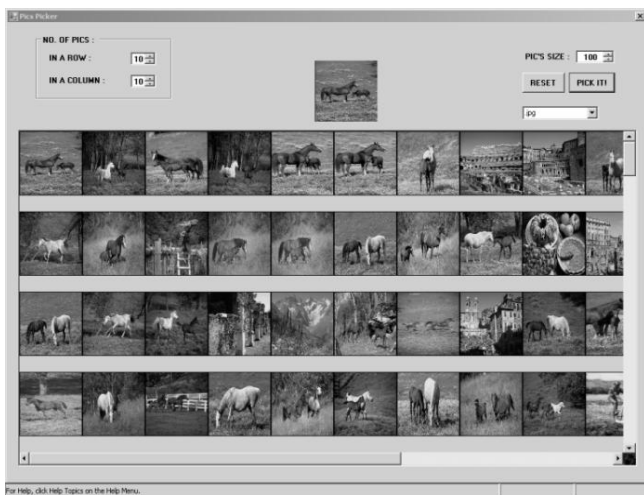 Pics Picker
NO. OF PICS :
IN A ROW : 10
IN A COLUMN : 10
PIC'S SIZE : 100
RESET PICK IT!
jpg
For Help, click Help Topics on the Help Menu.